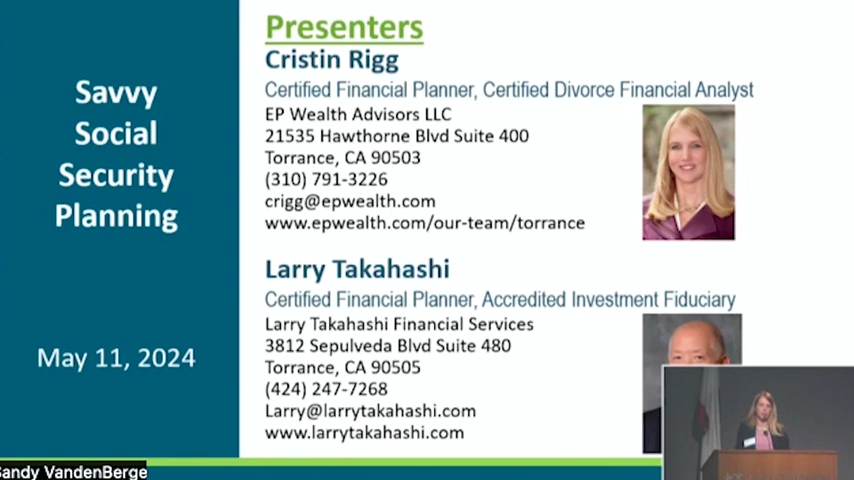 Savvy
Social
Security
Planning
May 11, 2024
Presenters
Cristin Rigg
Certified Financial Planner, Certified Divorce Financial Analyst
EP Wealth Advisors LLC
21535 Hawthorne Blvd Suite 400
Torrance, CA 90503
(310) 791-3226
crigg@epwealth.com
www.epwealth.com/our-team/torrance
Larry Takahashi
Certified Financial Planner, Accredited Investment Fiduciary
Larry Takahashi Financial Services
3812 Sepulveda Blvd Suite 480
Torrance, CA 90505
(424) 247-7268
Larry@larrytakahashi.com
www.larrytakahashi.com
Sandy VandenBerge